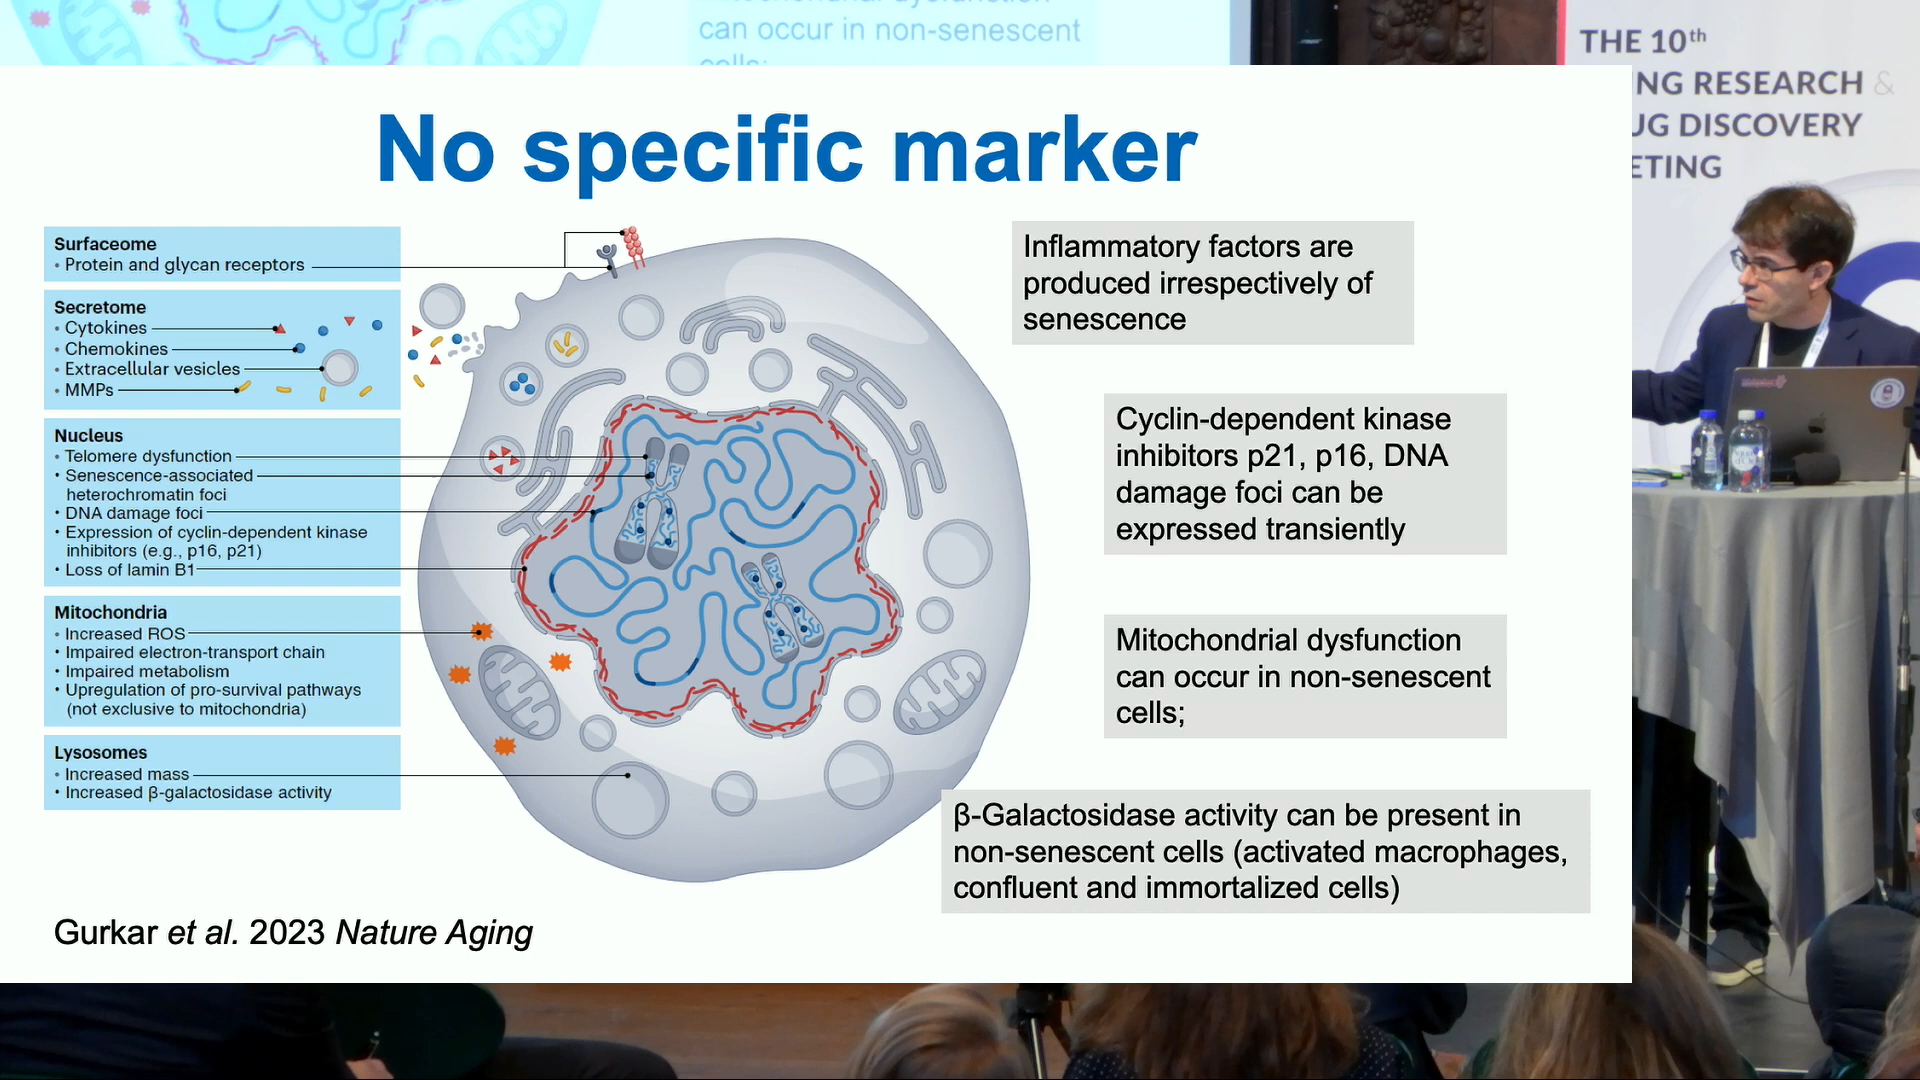 can occur in non-senescent
THE 10th
NG RESEARCH &
UG DISCOVERY
ETING
No specific marker
Surfaceome
• Protein and glycan receptors
Secretome
• Cytokines
• Chemokines
• Extracellular vesicles
• MMPs
Nucleus
• Telomere dysfunction
• Senescence-associated
heterochromatin foci
• DNA damage foci
• Expression of cyclin-dependent kinase
inhibitors (e.g., p16, p21)
• Loss of lamin B1
Mitochondria
• Increased ROS
• Impaired electron-transport chain
• Impaired metabolism
• Upregulation of pro-survival pathways
(not exclusive to mitochondria)
Lysosomes
• Increased mass
• Increased β-galactosidase activity
Inflammatory factors are
produced irrespectively of
senescence
Cyclin-dependent kinase
inhibitors p21, p16, DNA
damage foci can be
expressed transiently
Mitochondrial dysfunction
can occur in non-senescent
cells;
β-Galactosidase activity can be present in
non-senescent cells (activated macrophages,
confluent and immortalized cells)
Gurkar et al. 2023 Nature Aging